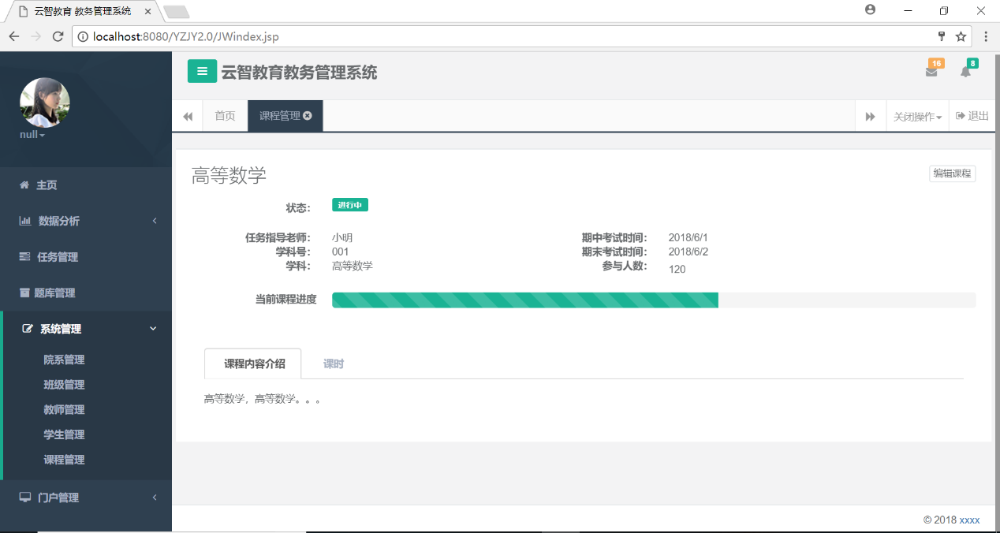 云智教育 教务管理系统
localhost:8080/YZJY2.0/JWindex.jsp
云智教育教务管理系统
16
8
null
首页
课程管理
关闭操作
退出
主页
数据分析
任务管理
题库管理
系统管理
院系管理
班级管理
教师管理
学生管理
课程管理
门户管理
高等数学
编辑课程
状态：
进行中
任务指导老师： 小明
期中考试时间： 2018/6/1
学科号： 001
期末考试时间： 2018/6/2
学科： 高等数学
参与人数： 120
当前课程进度
课程内容介绍
课时
高等数学，高等数学。。。
© 2018 xxxx